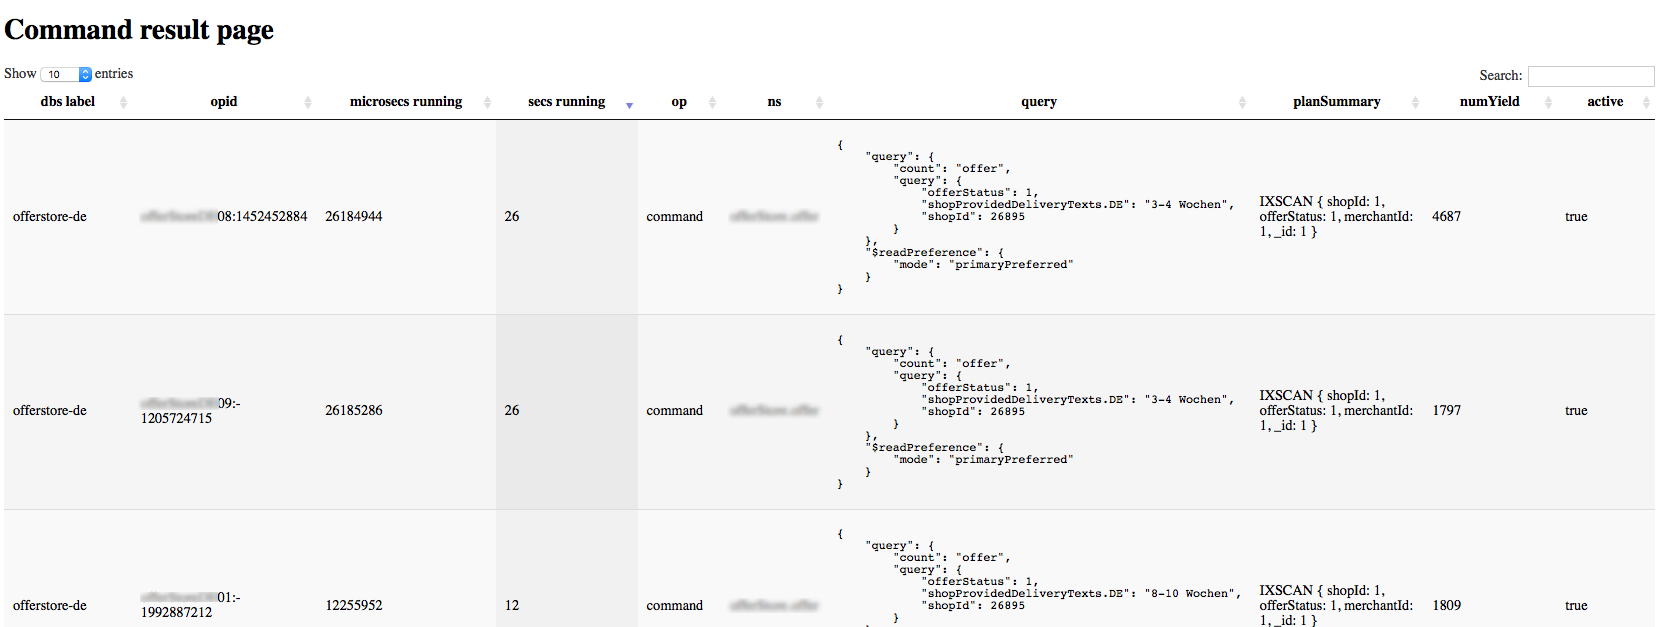 Command result page
Show 10 entries
Search:
dbs label opid microsecs running secs running op ns query planSummary numYield active
{
"query": {
"count": "offer",
"query": {
"offerStatus": 1,
"shopProvidedDeliveryTexts.DE": "3-4 Wochen",
"shopId": 26895
}
},
"$readPreference": {
"mode": "primaryPreferred"
}
}
offerstore-de 08:1452452884 26184944 26 command
IXSCAN { shopId: 1,
offerStatus: 1, merchantId:
1, _id: 1 }
4687 true
{
"query": {
"count": "offer",
"query": {
"offerStatus": 1,
"shopProvidedDeliveryTexts.DE": "3-4 Wochen",
"shopId": 26895
}
},
"$readPreference": {
"mode": "primaryPreferred"
}
}
offerstore-de 09:-
1205724715
26185286 26 command
IXSCAN { shopId: 1,
offerStatus: 1, merchantId:
1, _id: 1 }
1797 true
{
"query": {
"count": "offer",
"query": {
"offerStatus": 1,
"shopProvidedDeliveryTexts.DE": "8-10 Wochen",
"shopId": 26895
}
offerstore-de 01:-
1992887212
12255952 12 command
IXSCAN { shopId: 1,
offerStatus: 1, merchantId:
1, _id: 1 }
1809 true